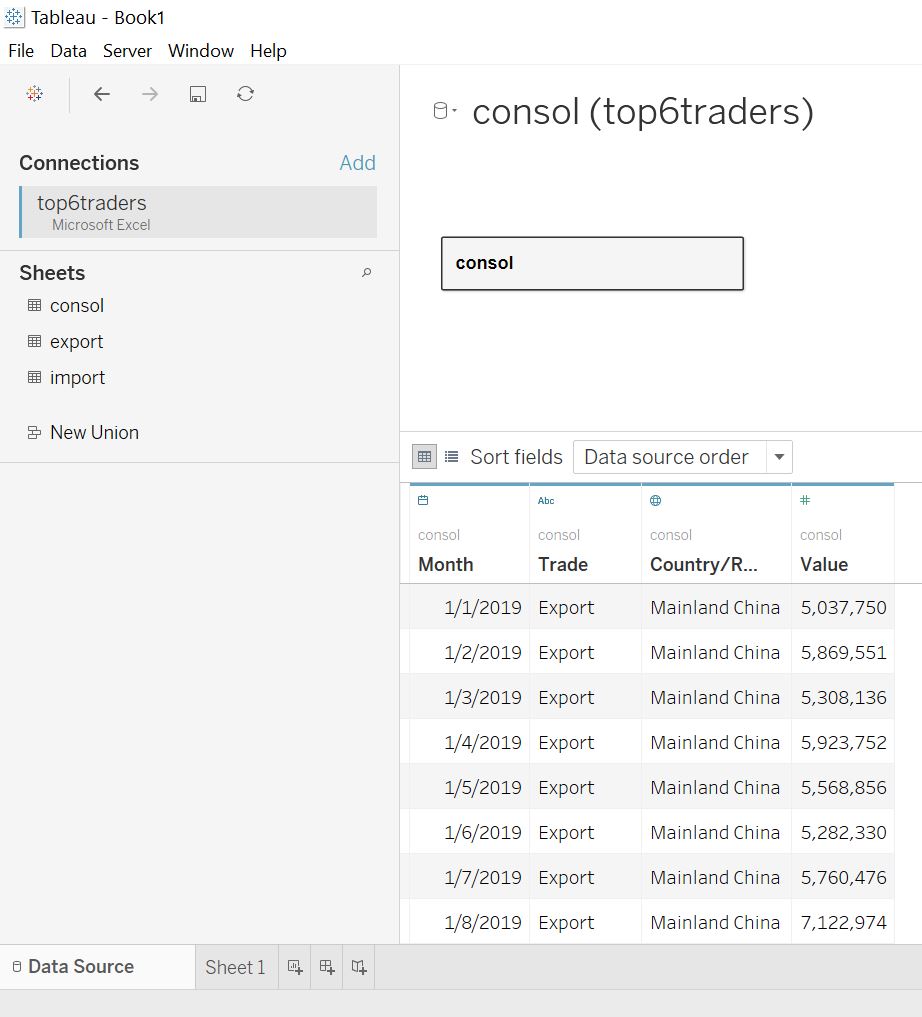 Tableau - Book1
File Data Server Window Help
consol (top6traders)
Connections Add
top6traders
Microsoft Excel
consol
Sheets
consol
export
import
New Union
Sort fields Data source order
Abc
consol consol consol consol
Month Trade Country/R... Value
1/1/2019 Export Mainland China 5,037,750
1/2/2019 Export Mainland China 5,869,551
1/3/2019 Export Mainland China 5,308,136
1/4/2019 Export Mainland China 5,923,752
1/5/2019 Export Mainland China 5,568,856
1/6/2019 Export Mainland China 5,282,330
1/7/2019 Export Mainland China 5,760,476
1/8/2019 Export Mainland China 7,122,974
Data Source Sheet 1